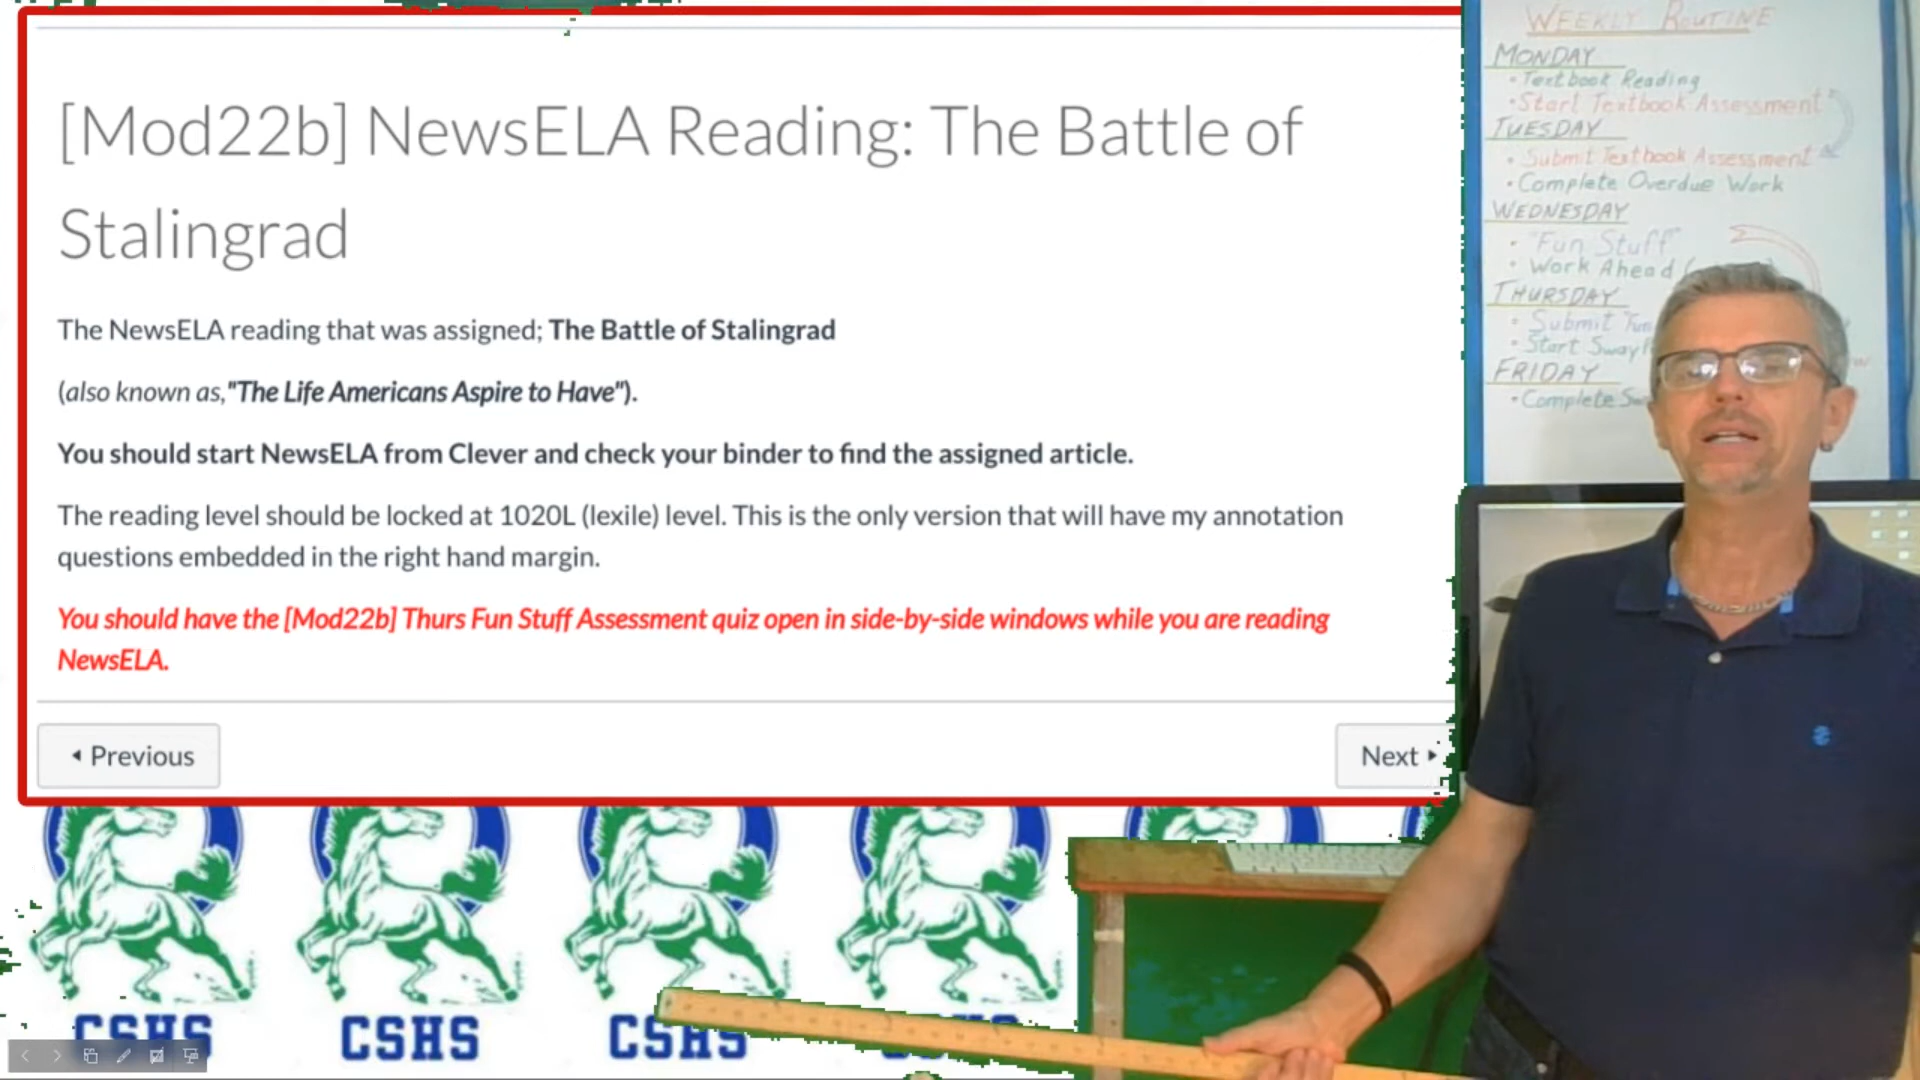 [Mod22b] NewsELA Reading: The Battle of
Stalingrad
The NewsELA reading that was assigned; The Battle of Stalingrad
(also known as,"The Life Americans Aspire to Have").
You should start NewsELA from Clever and check your binder to find the assigned article.
The reading level should be locked at 1020L (lexile) level. This is the only version that will have my annotation
questions embedded in the right hand margin.
You should have the [Mod22b] Thurs Fun Stuff Assessment quiz open in side-by-side windows while you are reading
NewsELA.
Previous
Next
CSHS
CSHS
CSHS
WEEKLY ROUTINE
MONDAY
• Textbook Reading
• Start Textbook Assessment
TUESDAY
• Submit Textbook Assessment
• Complete Overdue Work
WEDNESDAY
• "Fun Stuff"
• Work Ahead
THURSDAY
• Submit "Fun
• Start Sway
FRIDAY
• Complete